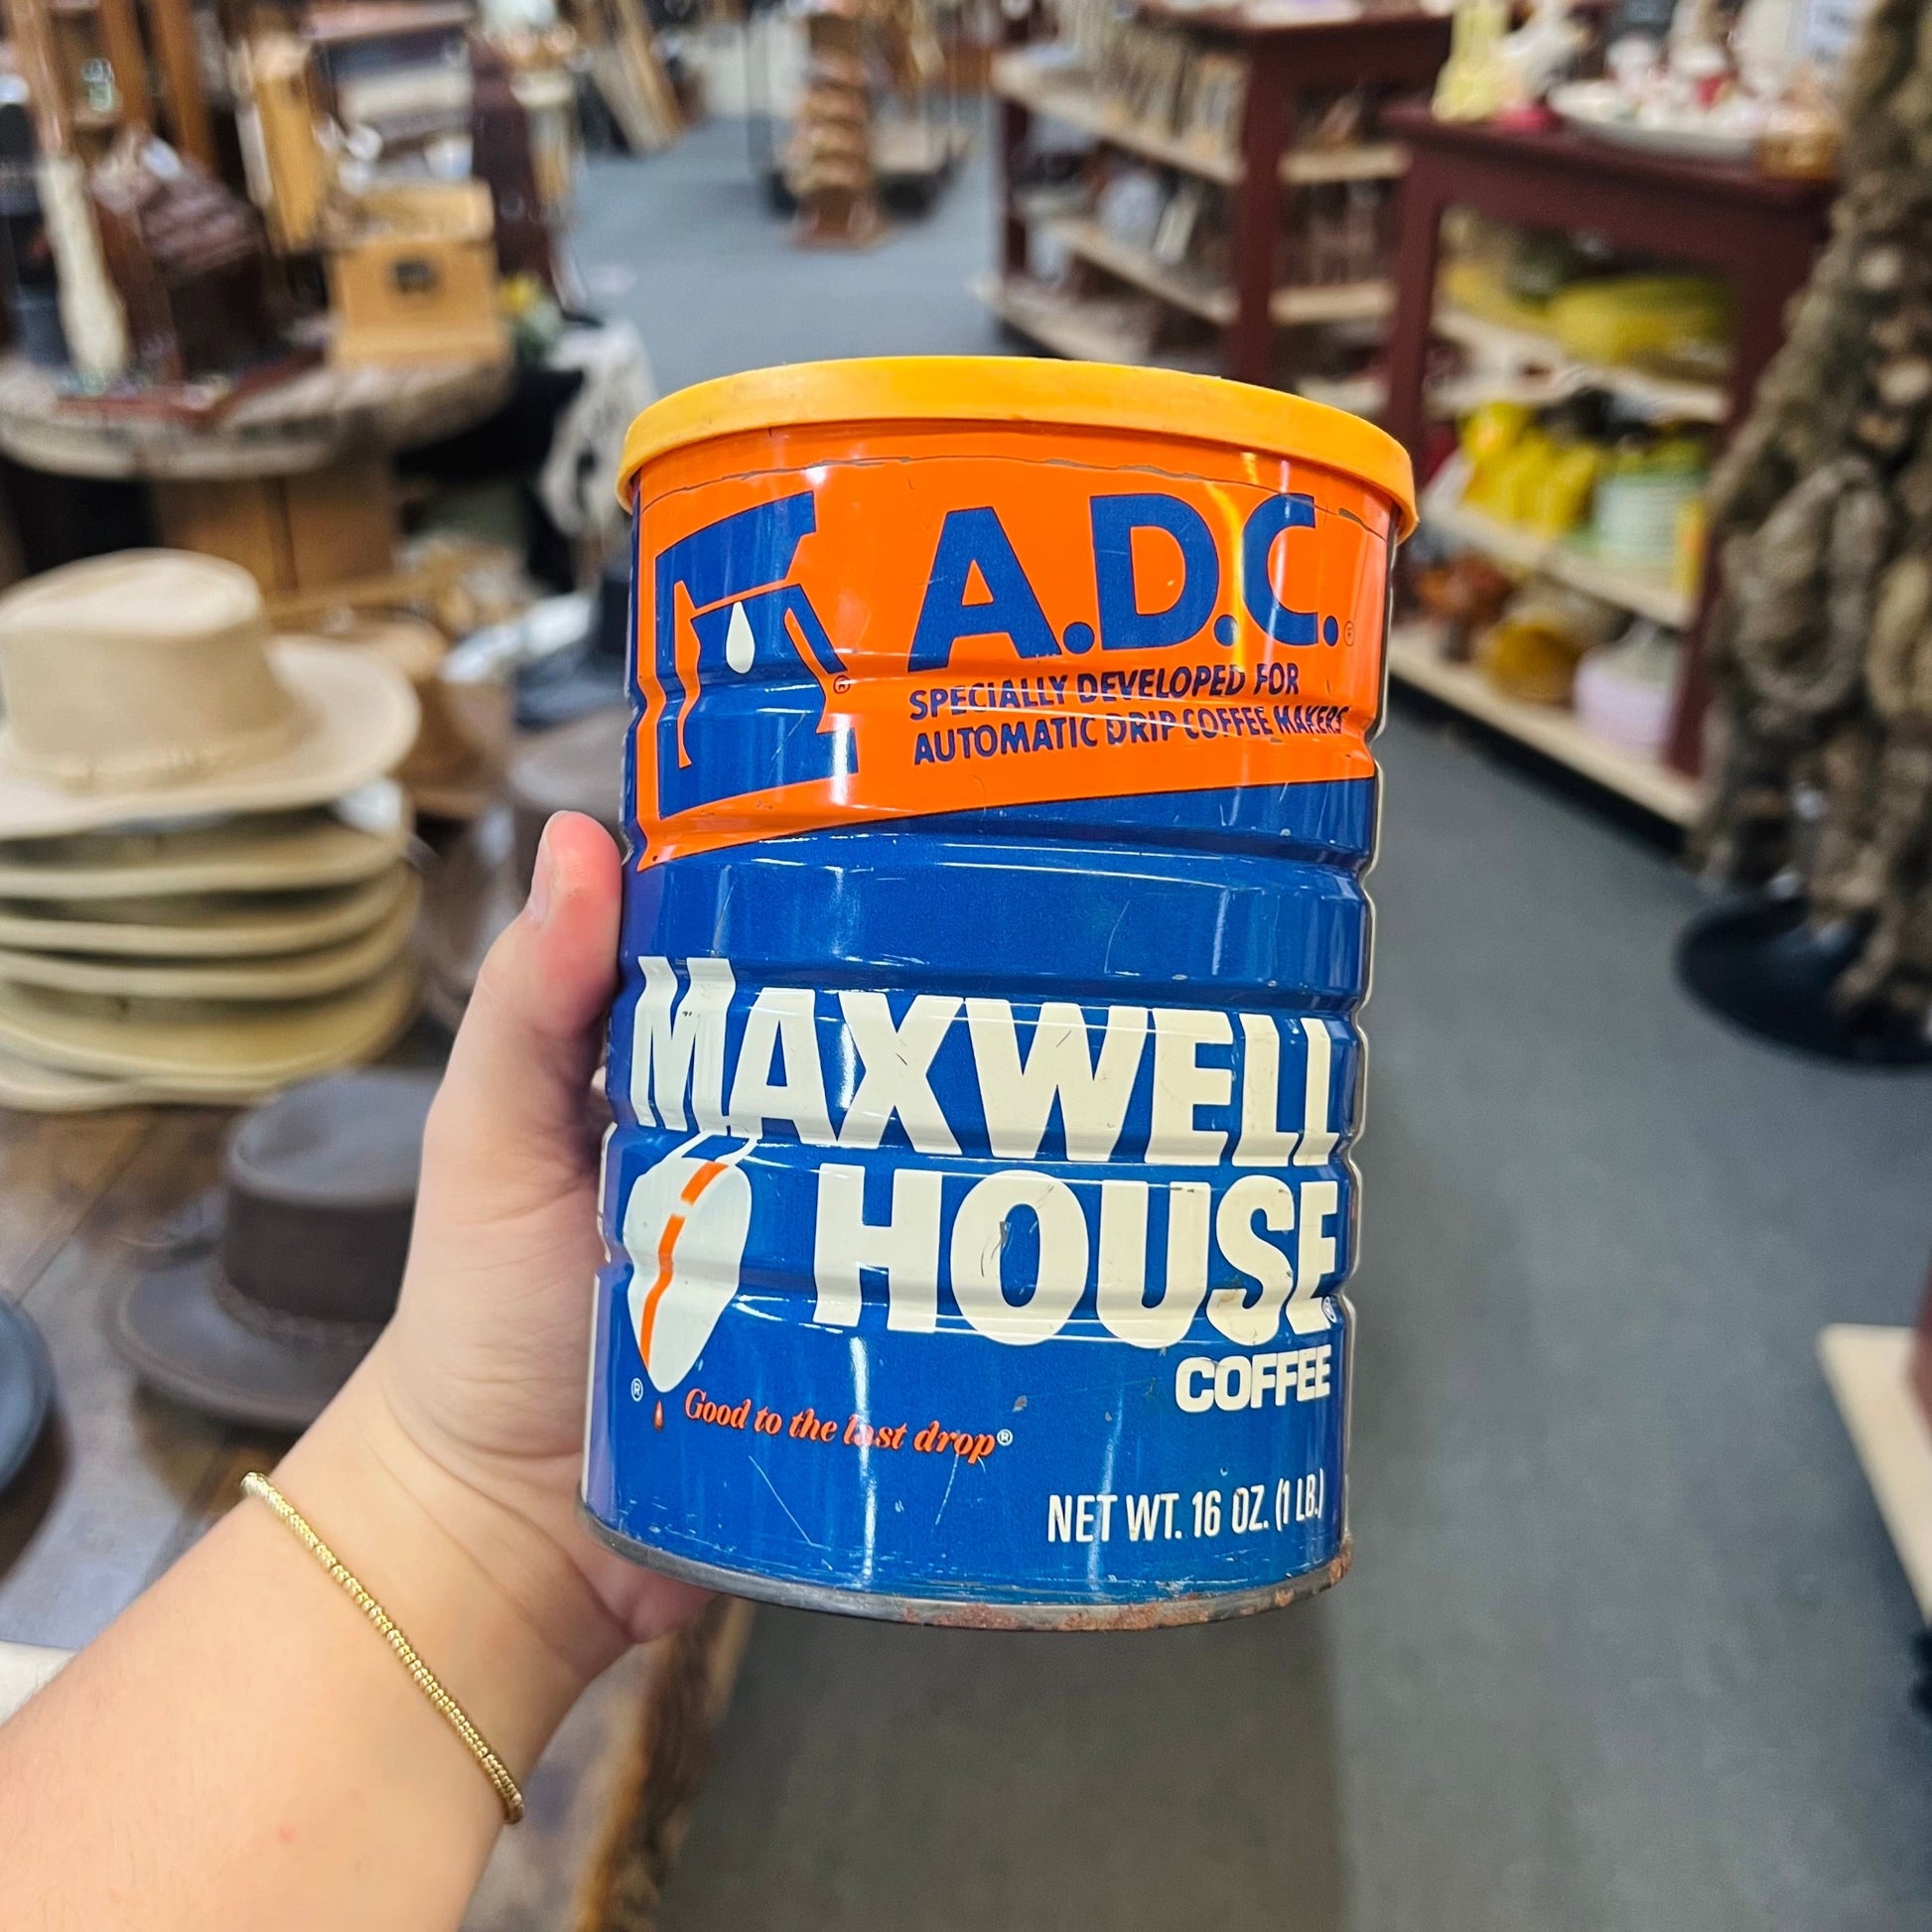 A.D.C.®
®
SPECIALLY DEVELOPED FOR
AUTOMATIC DRIP COFFEE MAKERS
MAXWELL
HOUSE®
COFFEE
®
Good to the last drop®
NET WT. 16 OZ. (1 LB.)